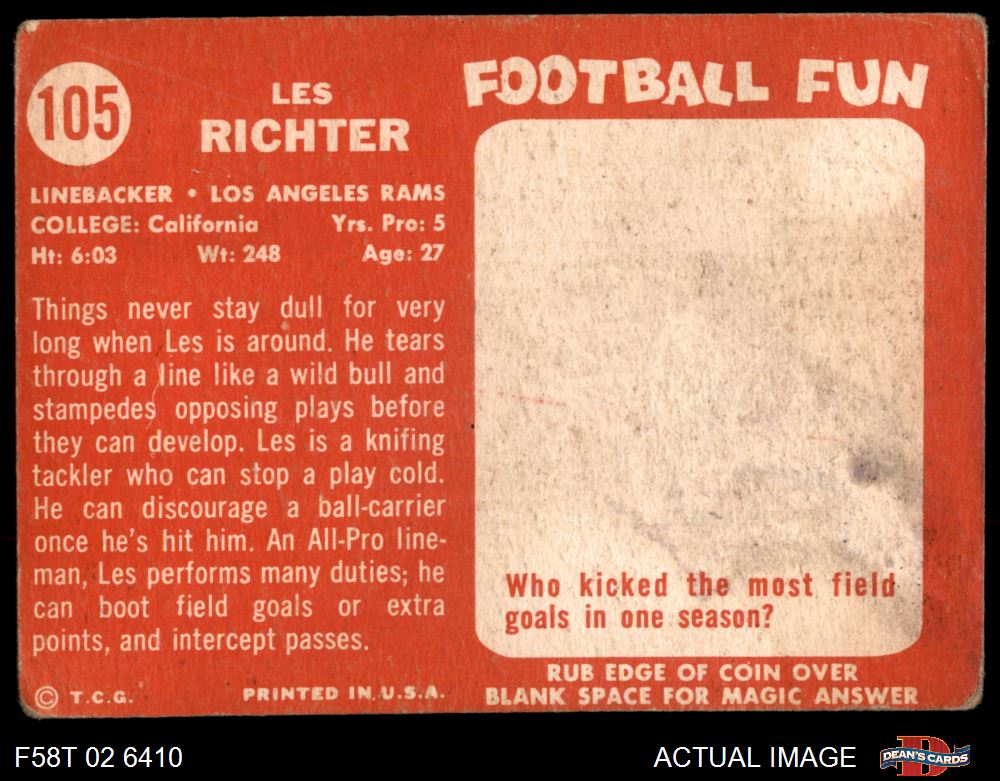 105
LES
RICHTER
LINEBACKER • LOS ANGELES RAMS
COLLEGE: California Yrs. Pro: 5
Ht: 6:03 Wt: 248 Age: 27
Things never stay dull for very
long when Les is around. He tears
through a line like a wild bull and
stampedes opposing plays before
they can develop. Les is a knifing
tackler who can stop a play cold.
He can discourage a ball-carrier
once he's hit him. An All-Pro line-
man, Les performs many duties; he
can boot field goals or extra
points, and intercept passes.
© T.C.G. PRINTED IN U.S.A.
FOOTBALL FUN
Who kicked the most field
goals in one season?
RUB EDGE OF COIN OVER
BLANK SPACE FOR MAGIC ANSWER
F58T 02 6410
ACTUAL IMAGE
DEAN'S CARDS